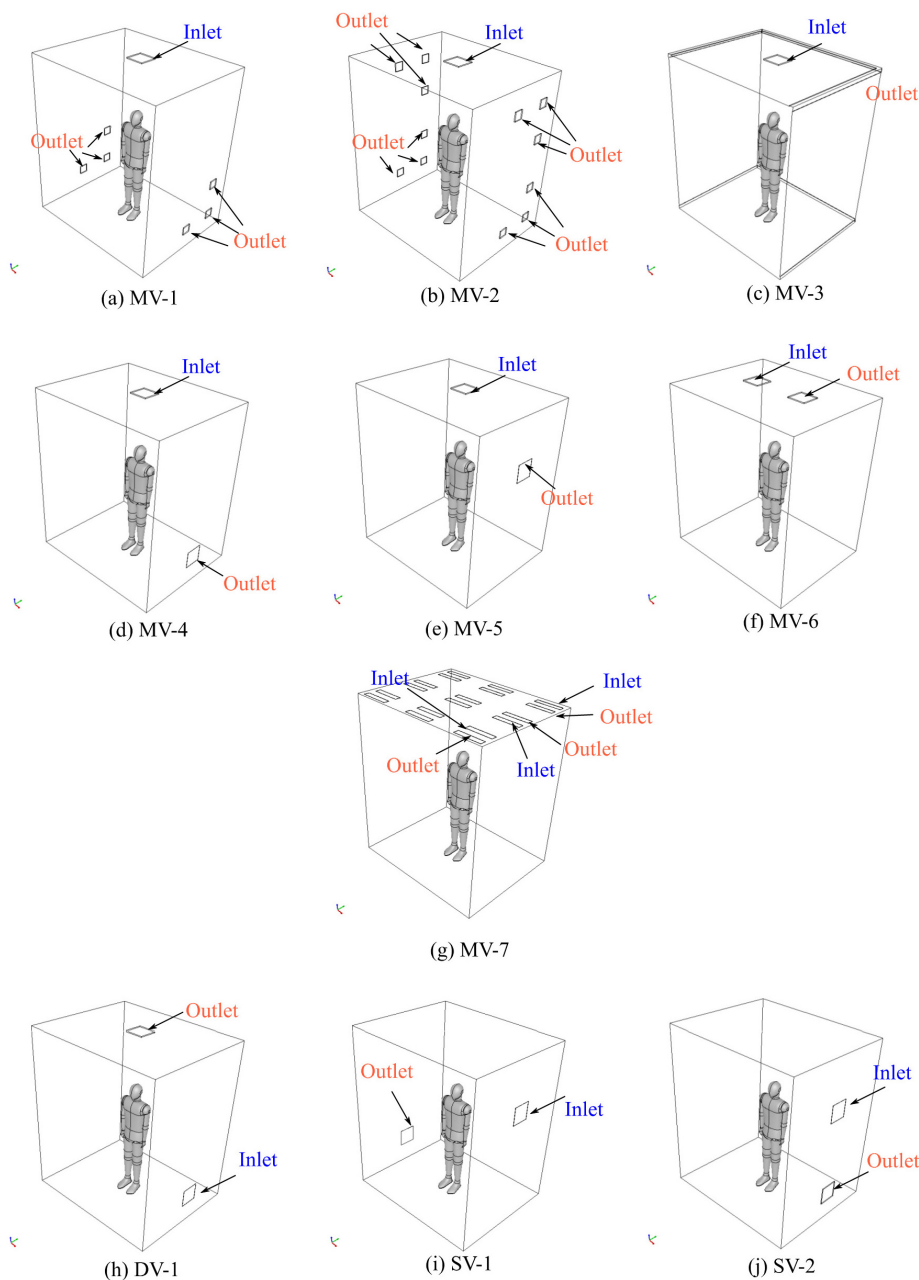 Inlet
Outlet
Outlet
(a) MV-1
Outlet
Inlet
Outlet
Outlet
Outlet
(b) MV-2
Inlet
Outlet
(c) MV-3
Inlet
Outlet
(d) MV-4
Inlet
Outlet
(e) MV-5
Inlet
Outlet
(f) MV-6
Inlet
Inlet
Outlet
Outlet
Outlet
Inlet
(g) MV-7
Outlet
Inlet
(h) DV-1
Outlet
Inlet
(i) SV-1
Inlet
Outlet
(j) SV-2